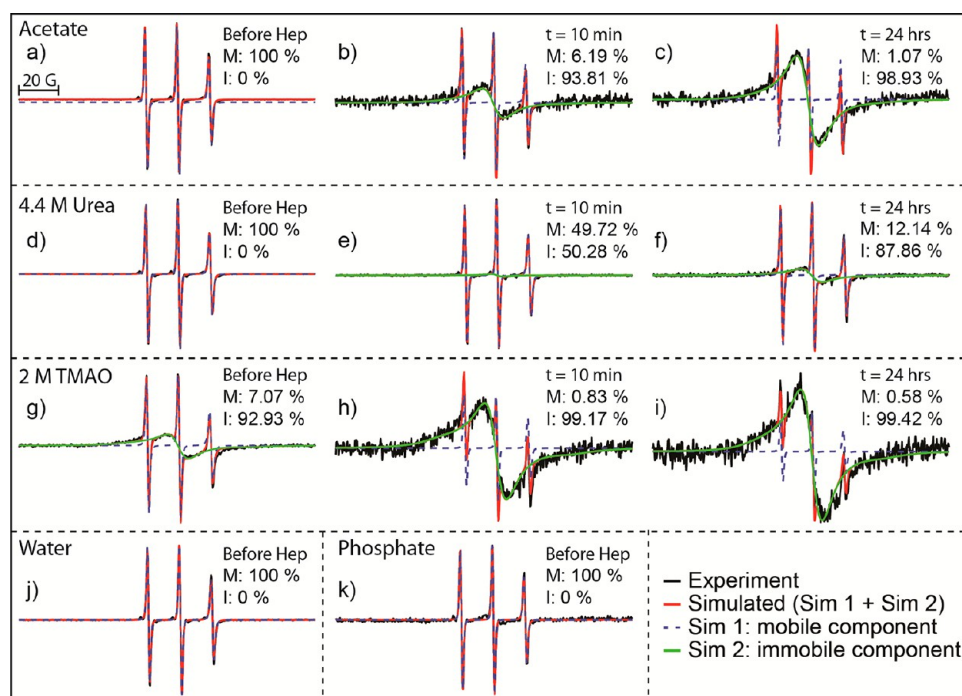 Acetate
a)
20 G
Before Hep
M: 100 %
I: 0 %
b)
t = 10 min
M: 6.19 %
I: 93.81 %
c)
t = 24 hrs
M: 1.07 %
I: 98.93 %
4.4 M Urea
d)
Before Hep
M: 100 %
I: 0 %
e)
t = 10 min
M: 49.72 %
I: 50.28 %
f)
t = 24 hrs
M: 12.14 %
I: 87.86 %
2 M TMAO
g)
Before Hep
M: 7.07 %
I: 92.93 %
h)
t = 10 min
M: 0.83 %
I: 99.17 %
i)
t = 24 hrs
M: 0.58 %
I: 99.42 %
Water
j)
Before Hep
M: 100 %
I: 0 %
Phosphate
k)
Before Hep
M: 100 %
I: 0 %
Experiment
Simulated (Sim 1 + Sim 2)
Sim 1: mobile component
Sim 2: immobile component